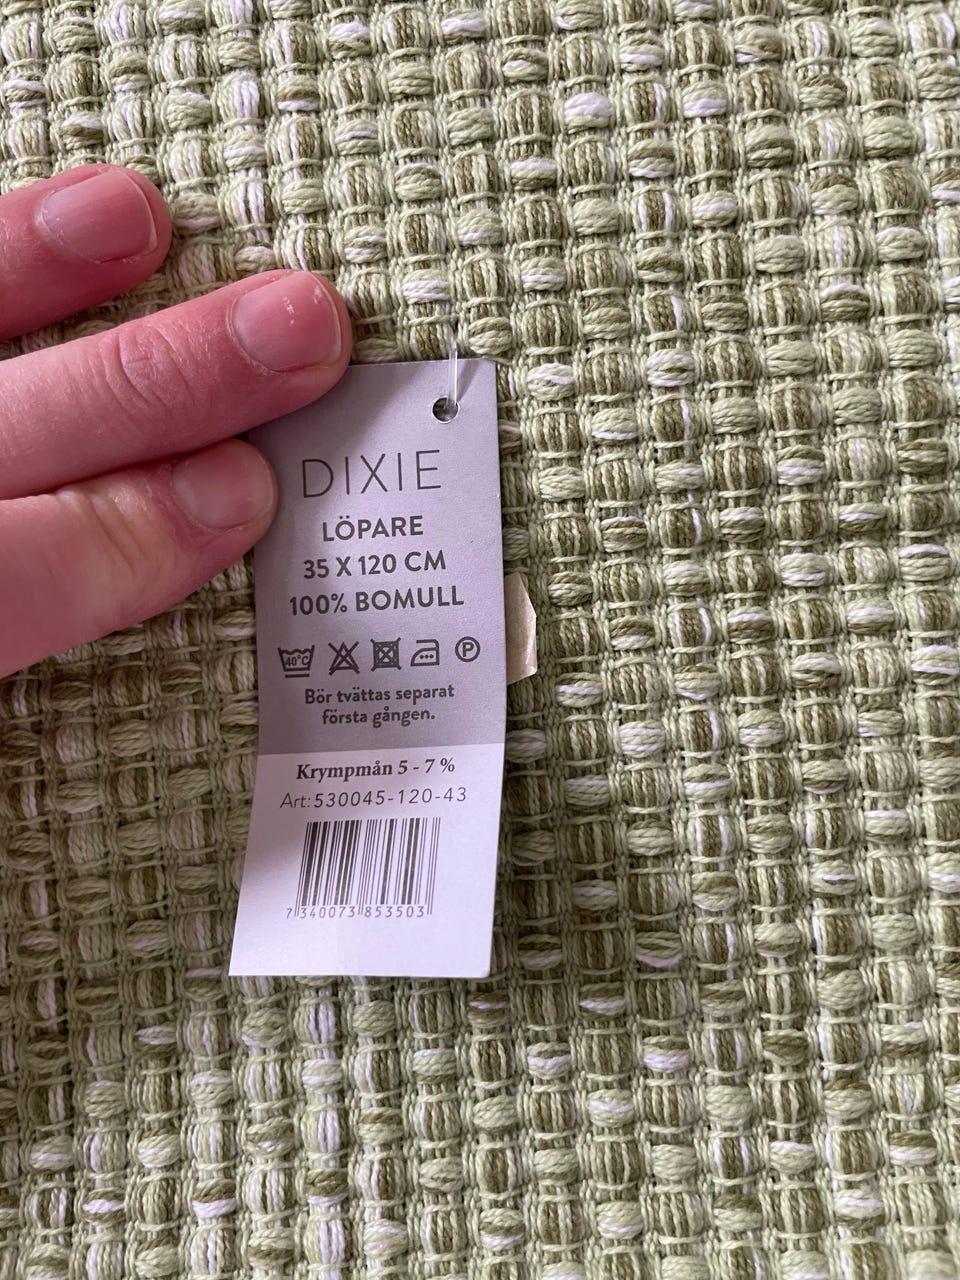 DIXIE
LÖPARE
35 X 120 CM
100% BOMULL
40°C P
Bör tvättas separat
första gången.
Krympmån 5 - 7 %
Art:530045-120-43
7 340073 853503